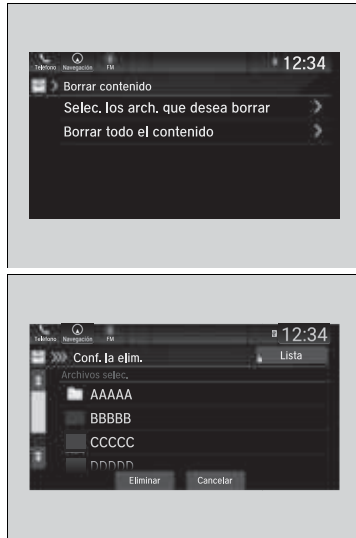 Teléfono Navegación FM 12:34
Borrar contenido
Selec. los arch. que desea borrar
Borrar todo el contenido
Teléfono Navegación FM 12:34
Conf. la elim. Lista
Archivos selec.
AAAAA
BBBBB
CCCCC
DDDDD
Eliminar Cancelar